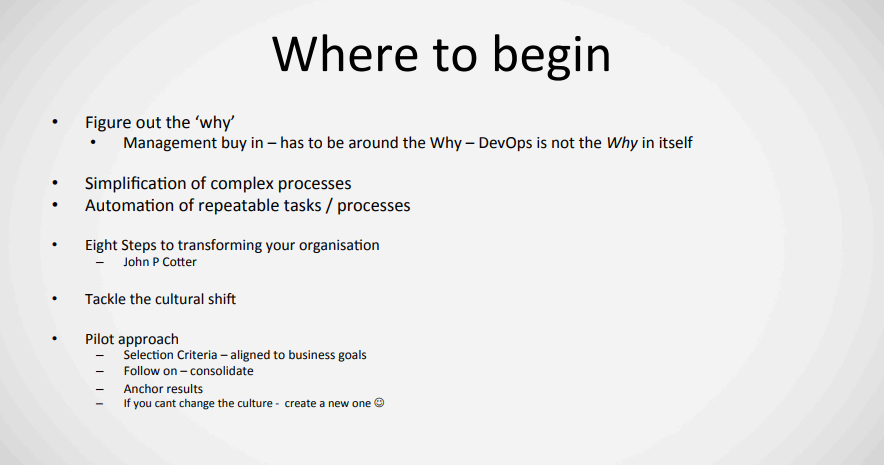 Where to begin
• Figure out the ‘why’
• Management buy in – has to be around the Why – DevOps is not the Why in itself
• Simplification of complex processes
• Automation of repeatable tasks / processes
• Eight Steps to transforming your organisation
– John P Cotter
• Tackle the cultural shift
• Pilot approach
– Selection Criteria – aligned to business goals
– Follow on – consolidate
– Anchor results
– If you cant change the culture - create a new one ☺